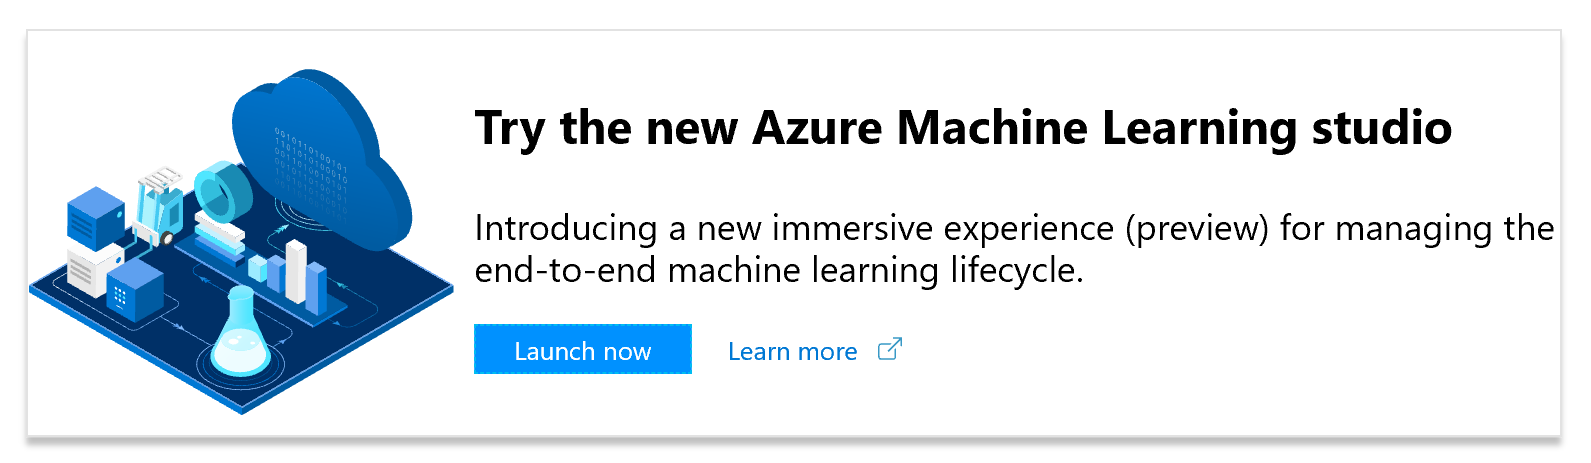 Try the new Azure Machine Learning studio
Introducing a new immersive experience (preview) for managing the
end-to-end machine learning lifecycle.
Launch now
Learn more